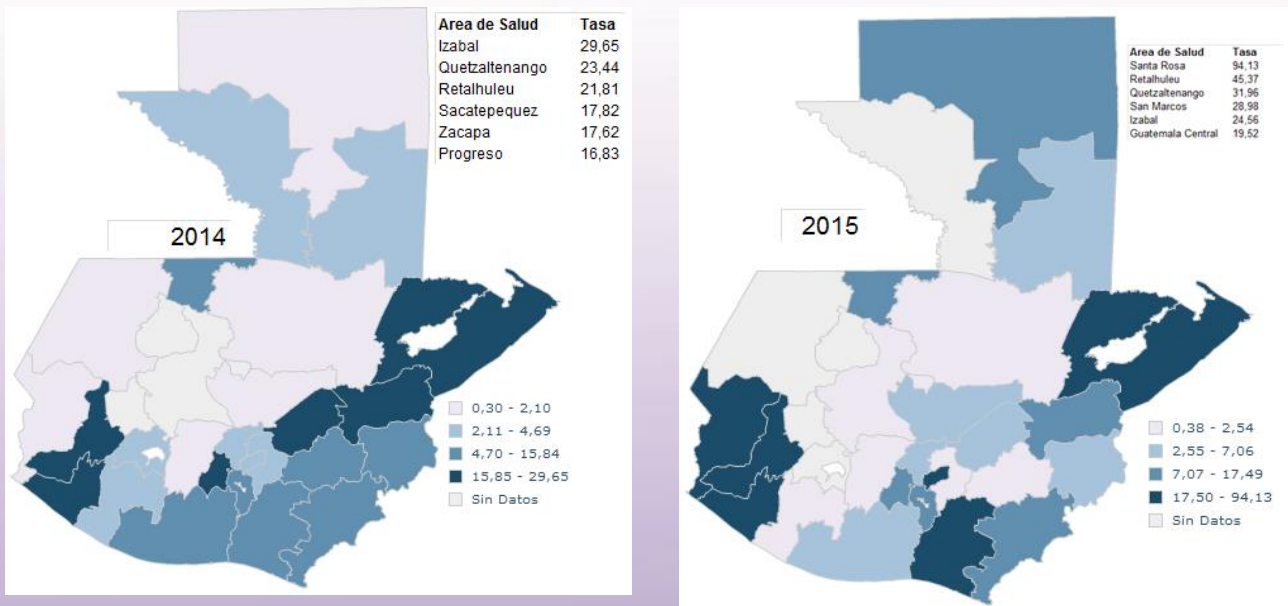 Area de Salud Tasa
Izabal 29,65
Quetzaltenango 23,44
Retalhuleu 21,81
Sacatepequez 17,82
Zacapa 17,62
Progreso 16,83
2014
0,30 - 2,10
2,11 - 4,69
4,70 - 15,84
15,85 - 29,65
Sin Datos
Area de Salud Tasa
Santa Rosa 94,13
Retalhuleu 45,37
Quetzaltenango 31,96
San Marcos 28,98
Izabal 24,56
Guatemala Central 19,52
2015
0,38 - 2,54
2,55 - 7,06
7,07 - 17,49
17,50 - 94,13
Sin Datos